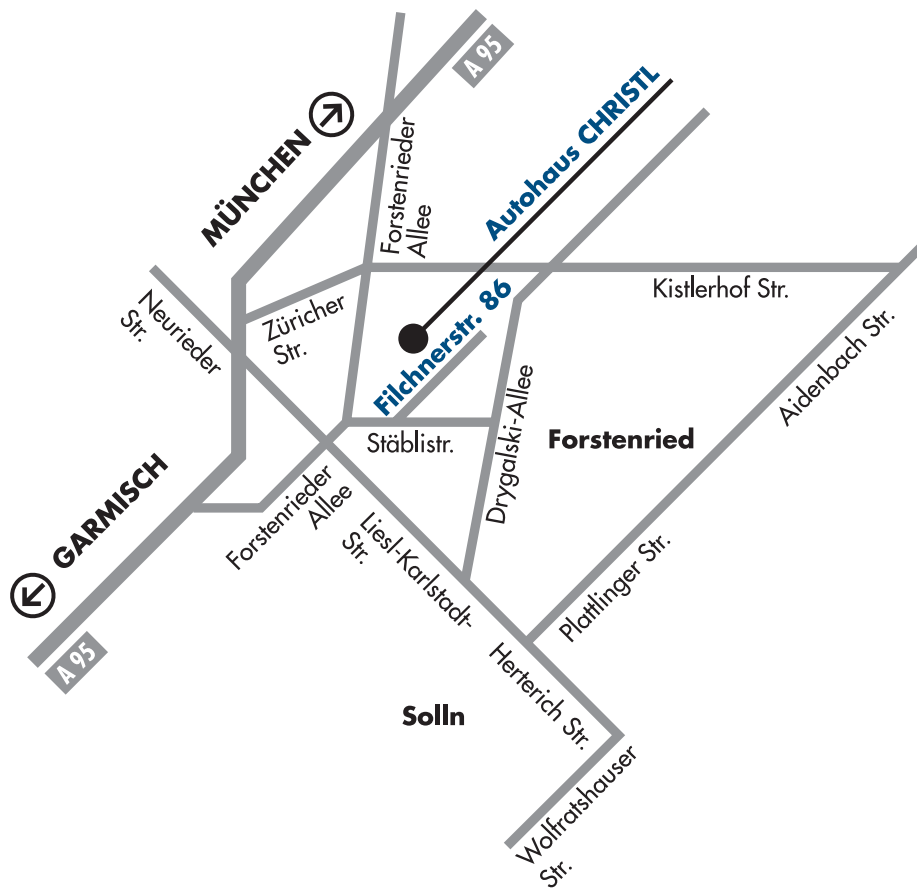 A 95
MÜNCHEN
Forstenrieder
Allee
Autohaus CHRISTL
Filchnerstr. 86
Kistlerhof Str.
Neurieder
Str.
Züricher
Str.
Aidenbach Str.
Stäblistr.
Drygalski-Allee
Forstenried
GARMISCH
Forstenrieder
Allee
Liesl-Karlstadt-
Str.
Plattlinger Str.
A 95
Herterich Str.
Solln
Wolfratshauser
Str.